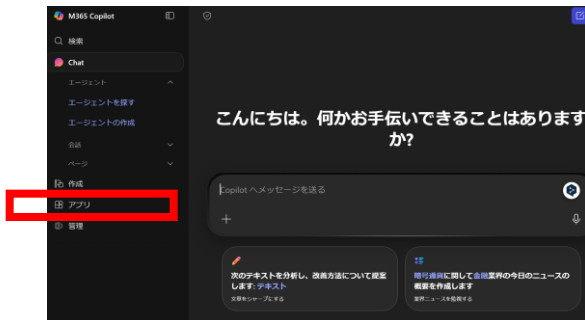 M365 Copilot
検索
Chat
エージェント
エージェントを探す
エージェントの作成
会話
ページ
作成
アプリ
管理
こんにちは。何かお手伝いできることはあります
か?
Copilot へメッセージを送る
次のテキストを分析し、改善方法について提案
します: テキスト
文章をシャープにする
暗号通貨に関して金融業界の今日のニュースの
概要を作成します
業界ニュースを監視する